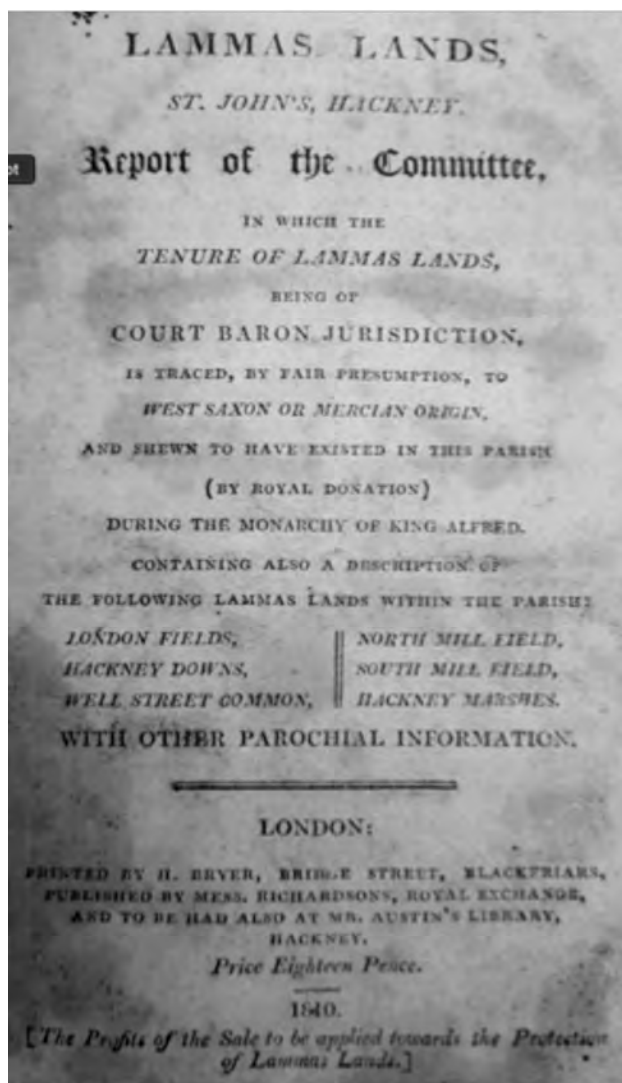 LAMMAS LANDS,
ST. JOHN'S, HACKNEY.
Report of the Committee,
ot
IN WHICH THE
TENURE OF LAMMAS LANDS,
BEING OF
COURT BARON JURISDICTION,
IS TRACED, BY FAIR PRESUMPTION, TO
WEST SAXON OR MERCIAN ORIGIN,
AND SHEWN TO HAVE EXISTED IN THIS PARISH
(BY ROYAL DONATION)
DURING THE MONARCHY OF KING ALFRED.
CONTAINING ALSO A DESCRIPTION OF
THE FOLLOWING LAMMAS LANDS WITHIN THE PARISH:
LONDON FIELDS,
HACKNEY DOWNS,
WELL STREET COMMON,
NORTH MILL FIELD,
SOUTH MILL FIELD,
HACKNEY MARSHES.
WITH OTHER PAROCHIAL INFORMATION.
LONDON:
PRINTED BY H. BRYER, BRIDGE STREET, BLACKFRIARS,
PUBLISHED BY MESS. RICHARDSONS, ROYAL EXCHANGE,
AND TO BE HAD ALSO AT MR. AUSTIN'S LIBRARY,
HACKNEY.
Price Eighteen Pence.
1810.
[The Profits of the Sale to be applied towards the Protection
of Lammas Lands.]